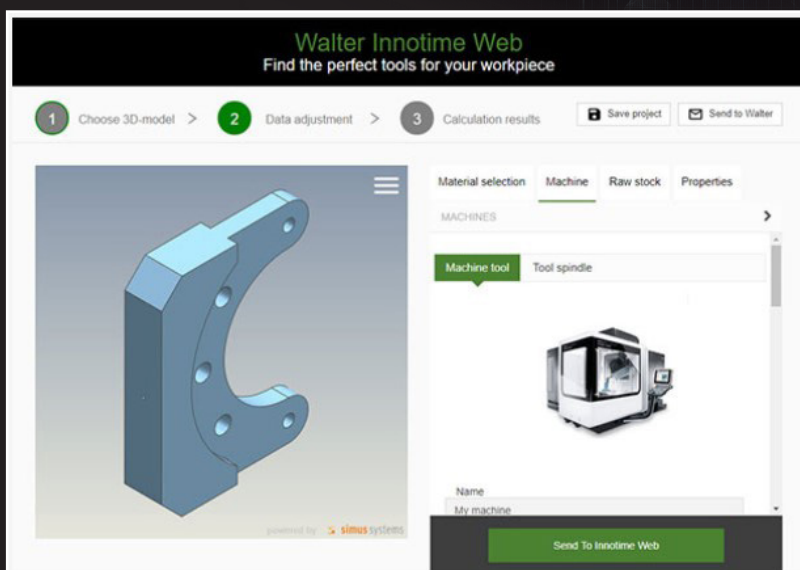 Walter Innotime Web
Find the perfect tools for your workpiece
1 Choose 3D-model > 2 Data adjustment > 3 Calculation results
Save project
Send to Walter
Material selection Machine Raw stock Properties
MACHINES
Machine tool Tool spindle
Name
My machine
powered by simus systems
Send To Innotime Web